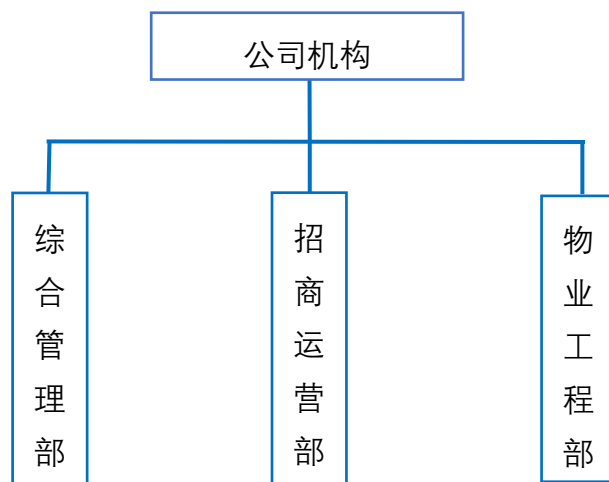 公司机构
综合管理部
招商运营部
物业工程部